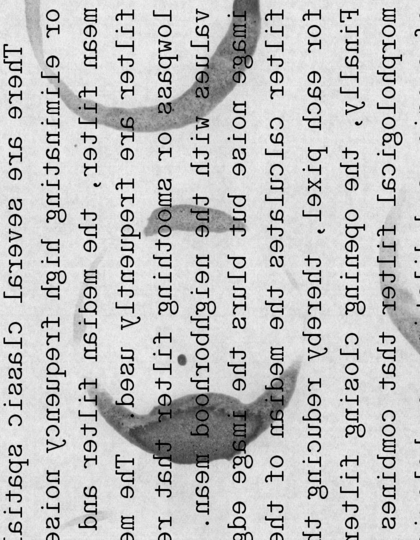 There are several classic spatial
or eliminating high frequency noise
mean filter, the median filter and
filter are frequently used. The m
lowpass or smoothing filter that re
values with the neighborhood mean.
image noise but blurs the image edge
filter calculates the median of the
for each pixel, thereby reducing th
Finally, the opening closing filter
morphological filter that combines